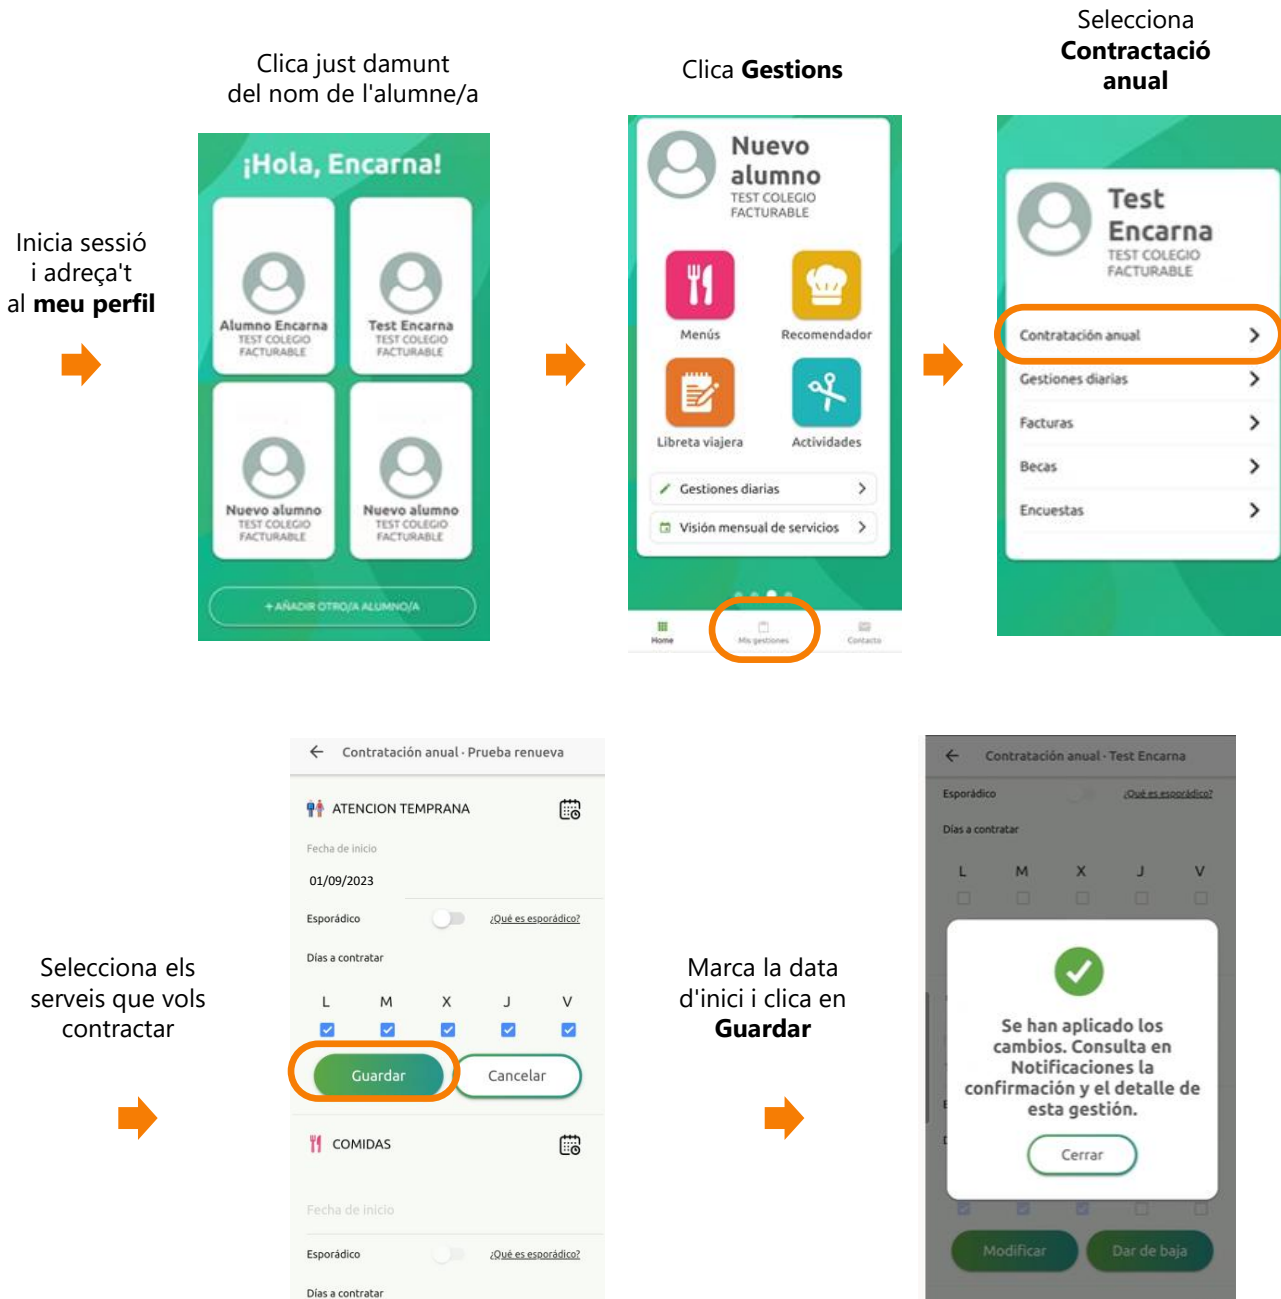 Inicia sessió
i adreça't
al meu perfil
Clica just damunt
del nom de l'alumne/a
¡Hola, Encarna!
Alumno Encarna
TEST COLEGIO
FACTURABLE
Test Encarna
TEST COLEGIO
FACTURABLE
Nuevo alumno
TEST COLEGIO
FACTURABLE
Nuevo alumno
TEST COLEGIO
FACTURABLE
+ AÑADIR OTRO/A ALUMNO/A
Clica Gestions
Nuevo
alumno
TEST COLEGIO
FACTURABLE
Menús
Recomendador
Libreta viajera
Actividades
Gestiones diarias
Visión mensual de servicios
Home
Mis gestiones
Contacto
Selecciona
Contractació
anual
Test
Encarna
TEST COLEGIO
FACTURABLE
Contratación anual
Gestiones diarias
Facturas
Becas
Encuestas
Selecciona els
serveis que vols
contractar
Contratación anual · Prueba renueva
ATENCION TEMPRANA
Fecha de inicio
01/09/2023
Esporádico ¿Qué es esporádico?
Días a contratar
L M X J V
Guardar Cancelar
COMIDAS
Fecha de inicio
Esporádico ¿Qué es esporádico?
Días a contratar
Marca la data
d'inici i clica en
Guardar
Contratación anual · Test Encarna
Esporádico ¿Qué es esporádico?
Días a contratar
L M X J V
Se han aplicado los
cambios. Consulta en
Notificaciones la
confirmación y el detalle de
esta gestión.
Cerrar
Modificar Dar de baja